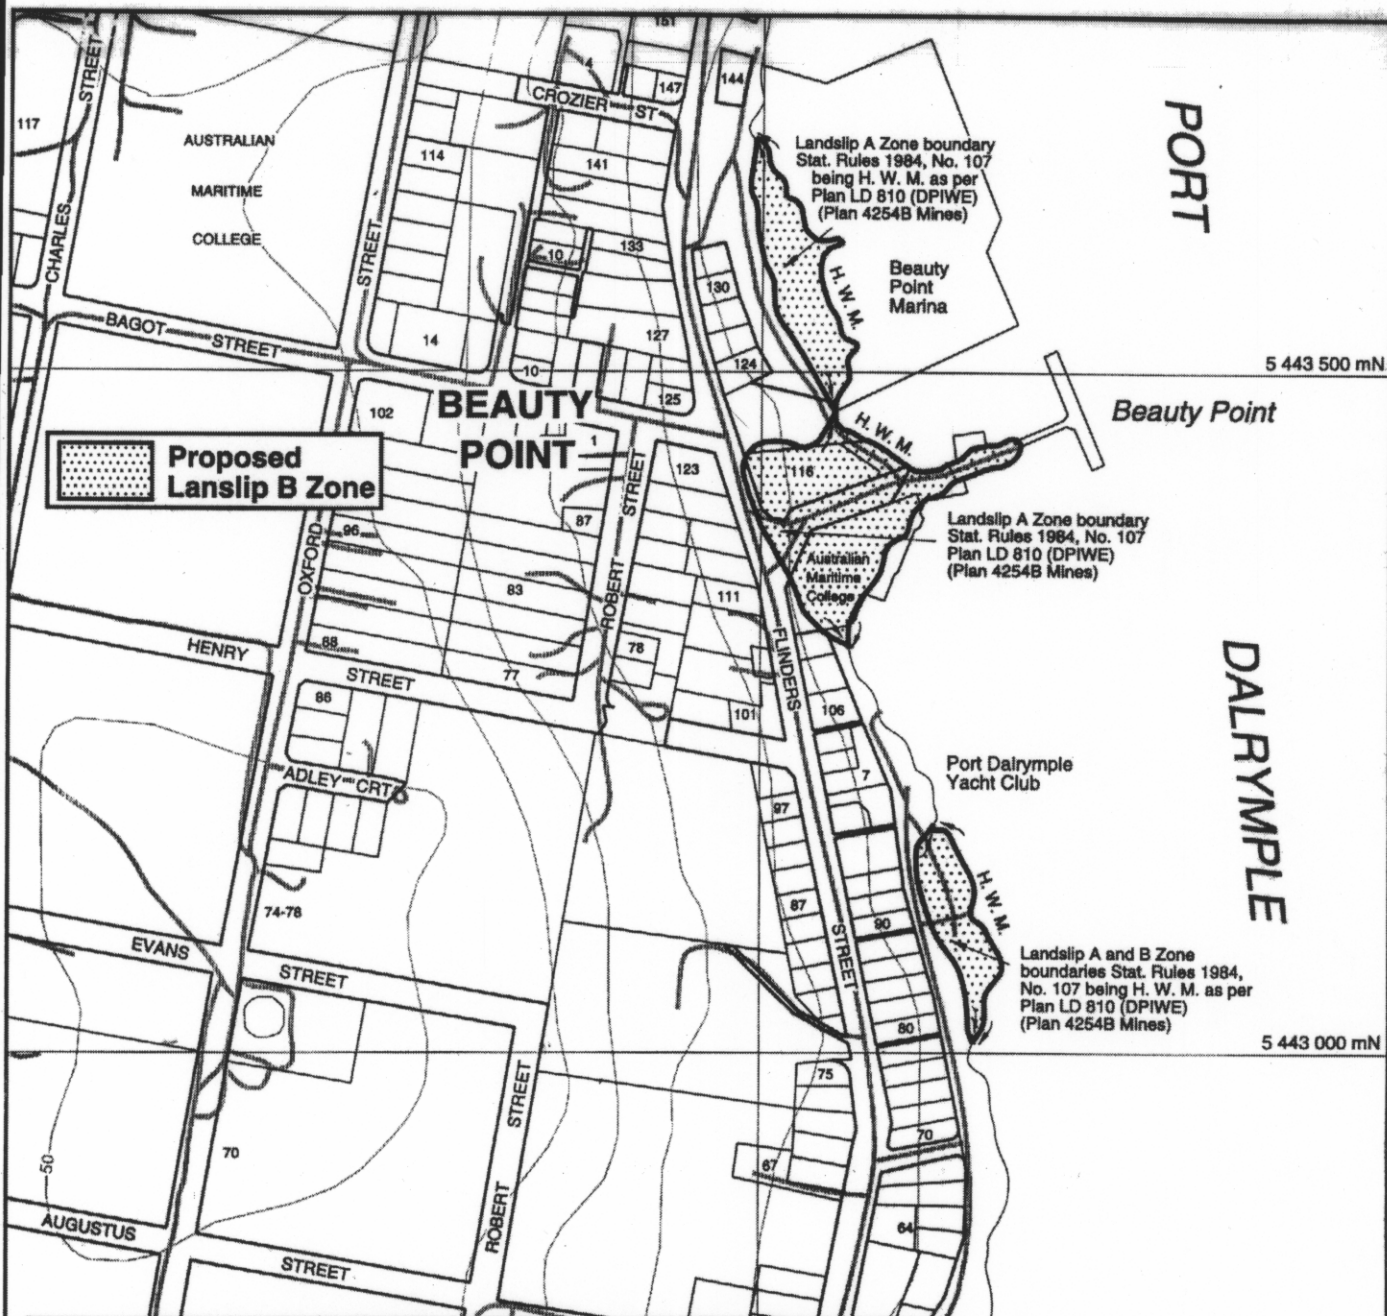 151
4
147
144
CROZIER ST
STREET
117
AUSTRALIAN
MARITIME
COLLEGE
114
141
Landslip A Zone boundary
Stat. Rules 1984, No. 107
being H. W. M. as per
Plan LD 810 (DPIWE)
(Plan 4254B Mines)
PORT
CHARLES
STREET
10
133
130
H. W. M.
Beauty
Point
Marina
BAGOT STREET
14
127
10
124
125
5 443 500 mN
102
BEAUTY
POINT
1
123
H. W. M.
Beauty Point
116
Proposed
Lanslip B Zone
STREET
87
96
OXFORD
83
ROBERT
111
Landslip A Zone boundary
Stat. Rules 1984, No. 107
Plan LD 810 (DPIWE)
(Plan 4254B Mines)
Australian
Maritime
College
HENRY
STREET
88
77
78
FLINDERS
DALRYMPLE
86
101
106
ADLEY CRT
97
7
Port Dalrymple
Yacht Club
74-78
87
90
H. W. M.
EVANS
STREET
STREET
80
Landslip A and B Zone
boundaries Stat. Rules 1984,
No. 107 being H. W. M. as per
Plan LD 810 (DPIWE)
(Plan 4254B Mines)
5 443 000 mN
STREET
75
70
70
50
67
ROBERT
64
AUGUSTUS
STREET